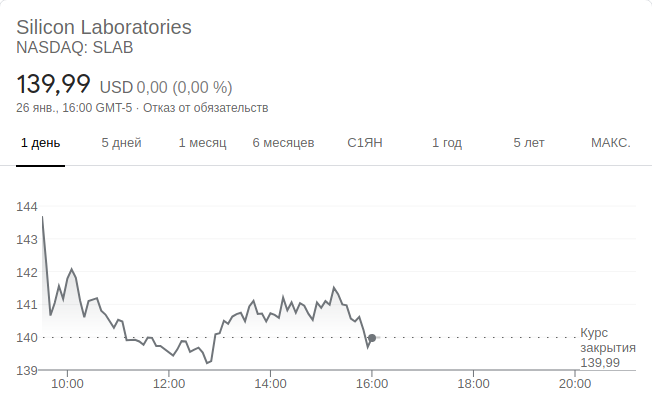 Silicon Laboratories
NASDAQ: SLAB
139,99 USD 0,00 (0,00 %)
26 янв., 16:00 GMT-5 · Отказ от обязательств
1 день 5 дней 1 месяц 6 месяцев С1ЯН 1 год 5 лет МАКС.
144
143
142
141
140
139
Курс
закрытия
139,99
10:00 12:00 14:00 16:00 18:00 20:00